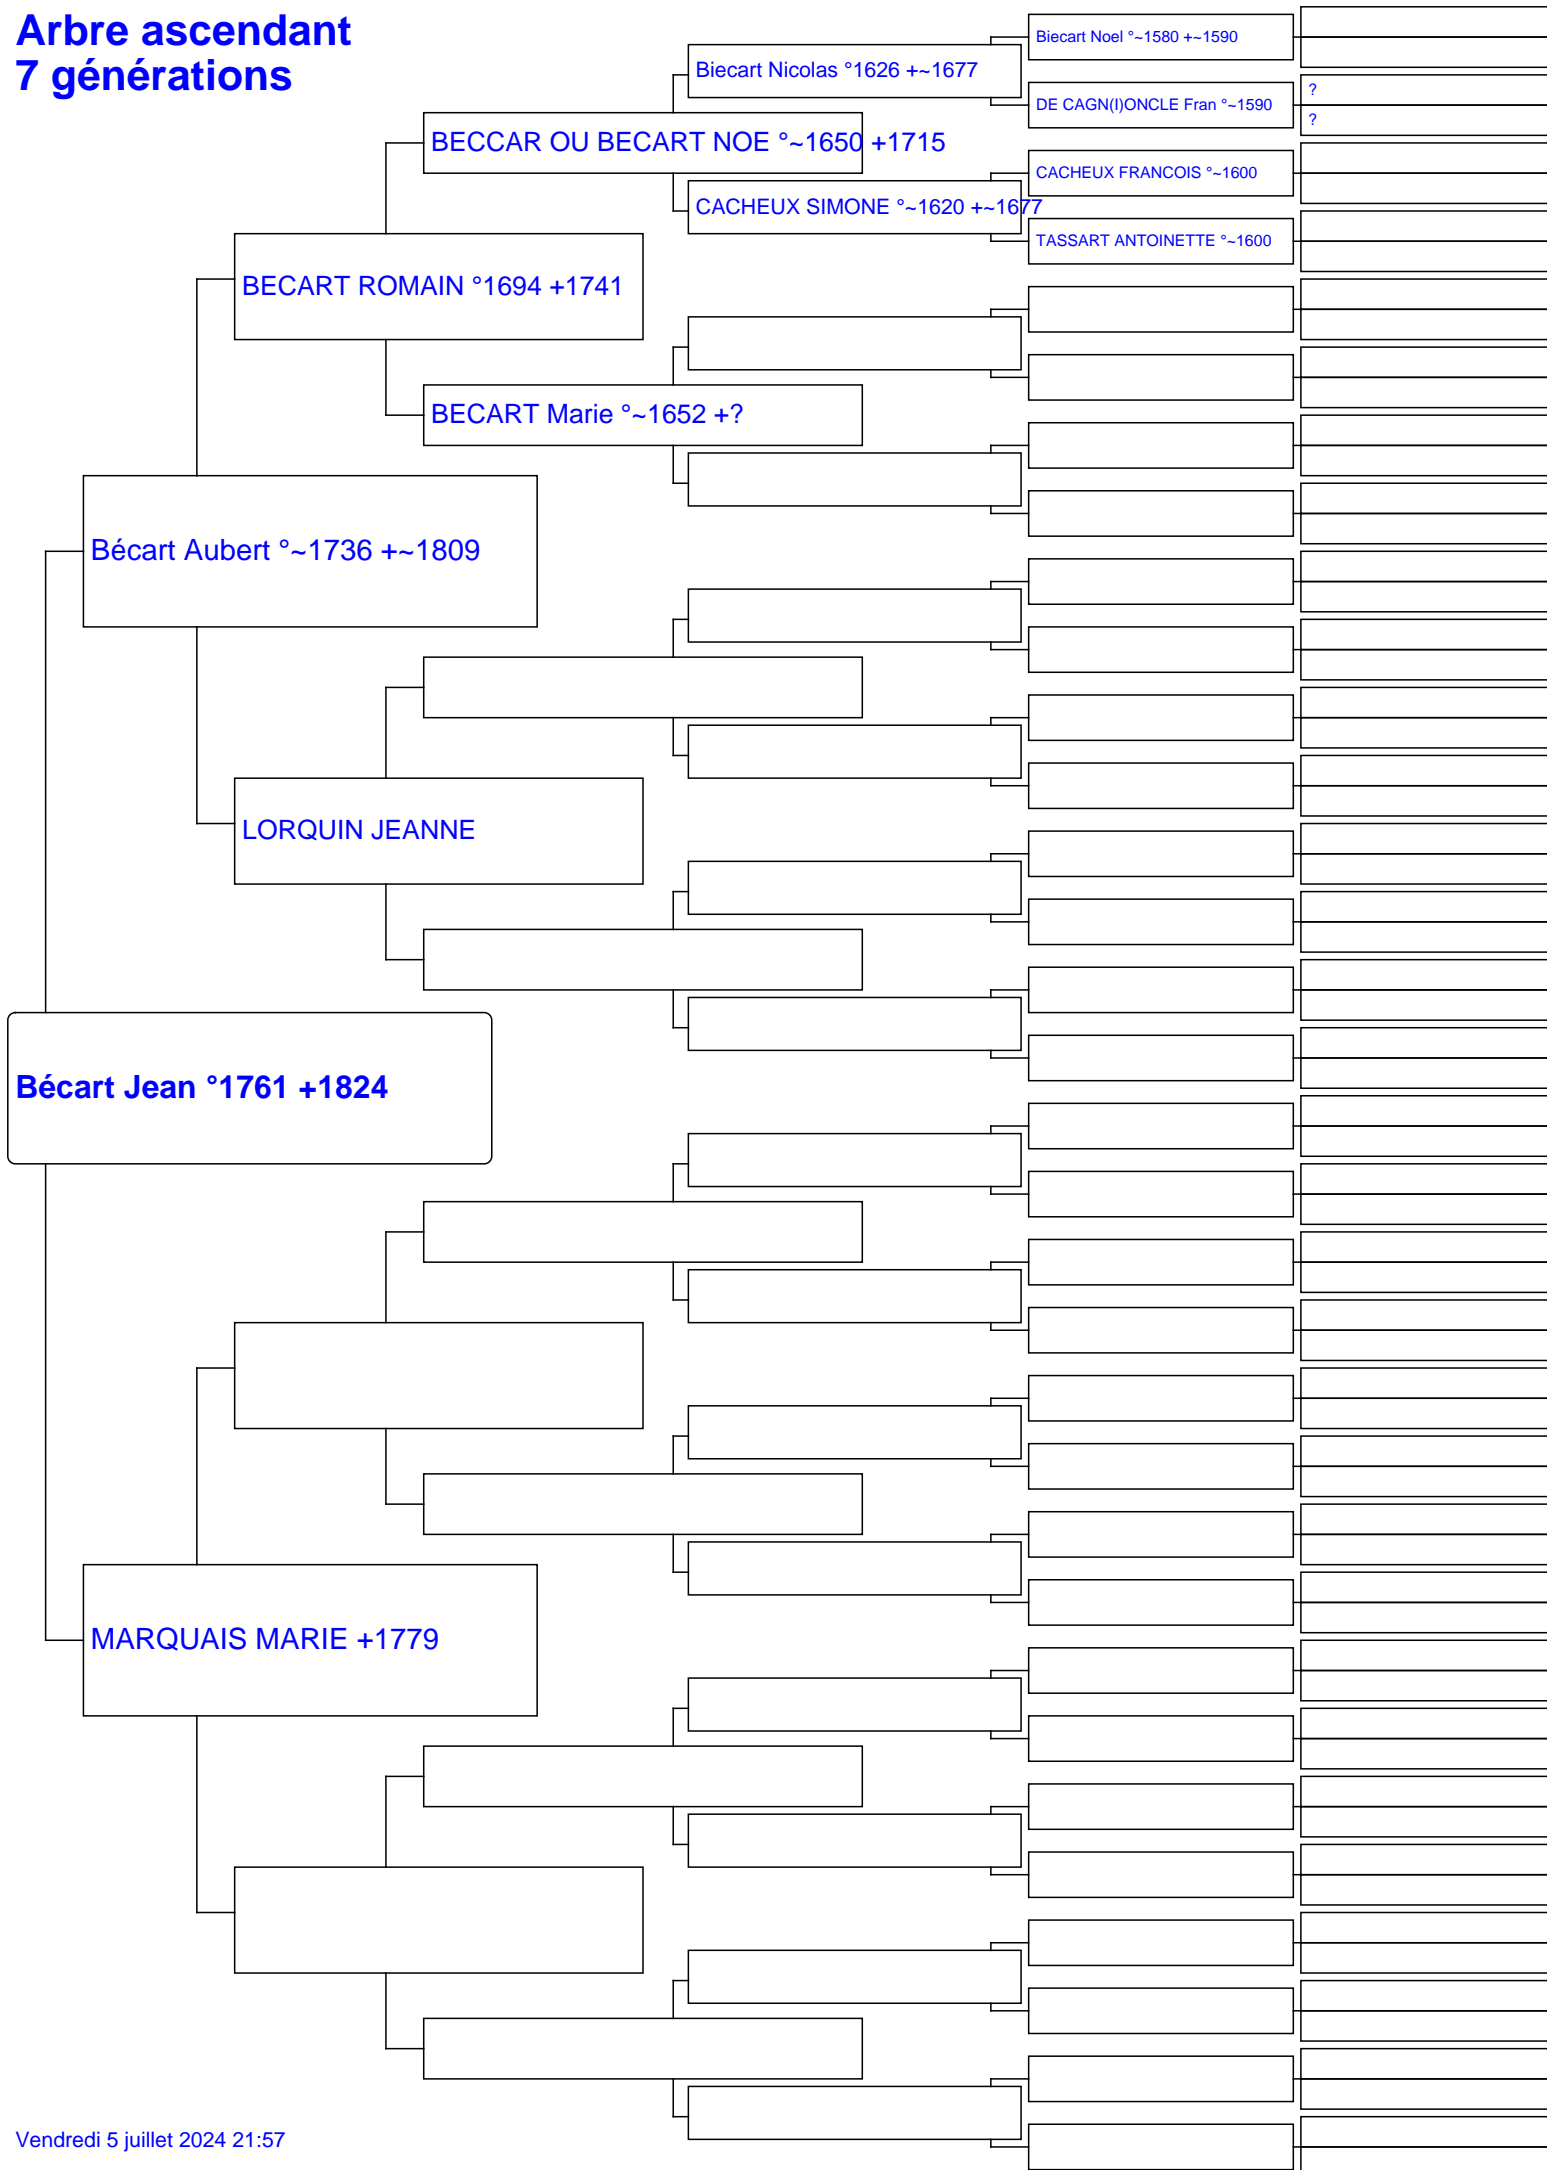 Arbre ascendant
7 générations
Biecart Noel °~1580 +~1590
Biecart Nicolas °1626 +~1677
?
DE CAGN(I)ONCLE Fran °~1590
?
BECCAR OU BECART NOE °~1650 +1715
CACHEUX FRANCOIS °~1600
CACHEUX SIMONE °~1620 +~1677
TASSART ANTOINETTE °~1600
BECART ROMAIN °1694 +1741
BECART Marie °~1652 +?
Bécart Aubert °~1736 +~1809
LORQUIN JEANNE
Bécart Jean °1761 +1824
MARQUAIS MARIE +1779
Vendredi 5 juillet 2024 21:57